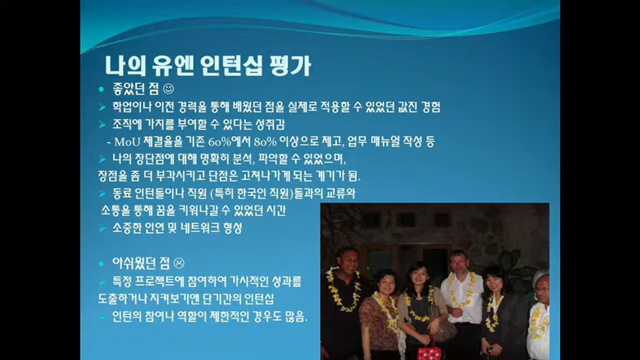 나의 유엔 인턴십 평가
• 좋았던 점 ☺
➢ 학업이나 이전 경력을 통해 배웠던 점을 실제로 적용할 수 있었던 값진 경험
➢ 조직에 가치를 부여할 수 있다는 성취감
- MoU 체결율을 기존 60%에서 80% 이상으로 제고, 업무 매뉴얼 작성 등
➢ 나의 장단점에 대해 명확히 분석, 파악할 수 있었으며,
장점을 좀 더 부각시키고 단점은 고쳐나가게 되는 계기가 됨.
➢ 동료 인턴들이나 직원 (특히 한국인 직원)들과의 교류와
소통을 통해 꿈을 키워나갈 수 있었던 시간
➢ 소중한 인연 및 네트워크 형성
• 아쉬웠던 점 ☹
➢ 특정 프로젝트에 참여하여 가시적인 성과를
도출하거나 지켜보기엔 단기간의 인턴십
➢ 인턴의 참여나 역할이 제한적인 경우도 많음.